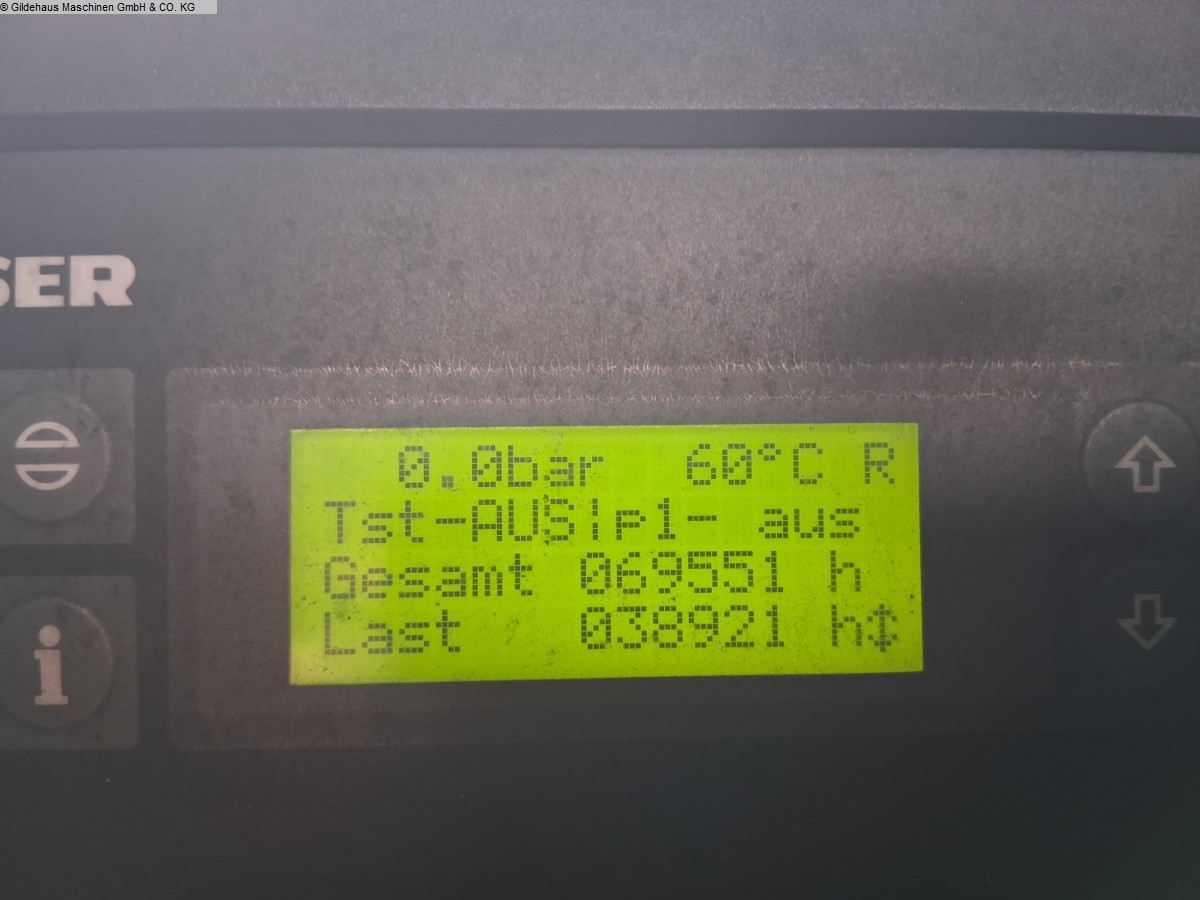 © Gildehaus Maschinen GmbH & CO. KG
SER
0.0bar 60°C R
Tst-AUS!p1- aus
Gesamt 069551 h
Last 038921 h